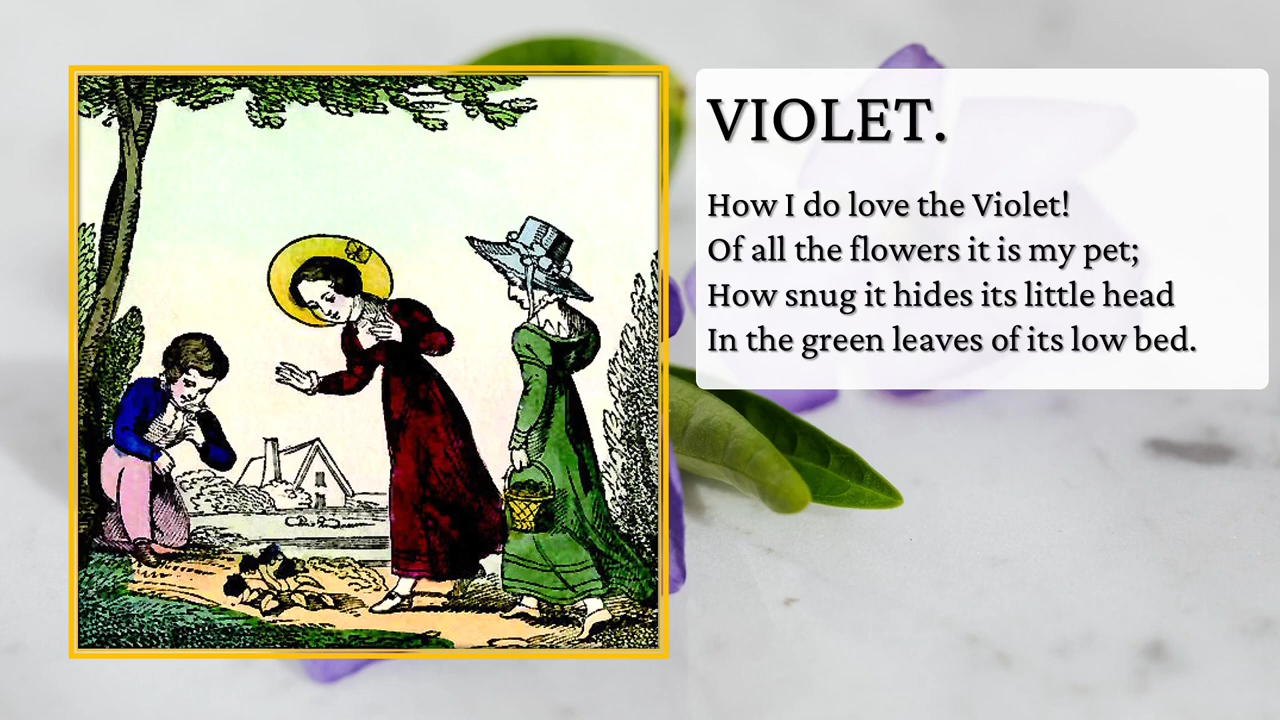 VIOLET.
How I do love the Violet!
Of all the flowers it is my pet;
How snug it hides its little head
In the green leaves of its low bed.